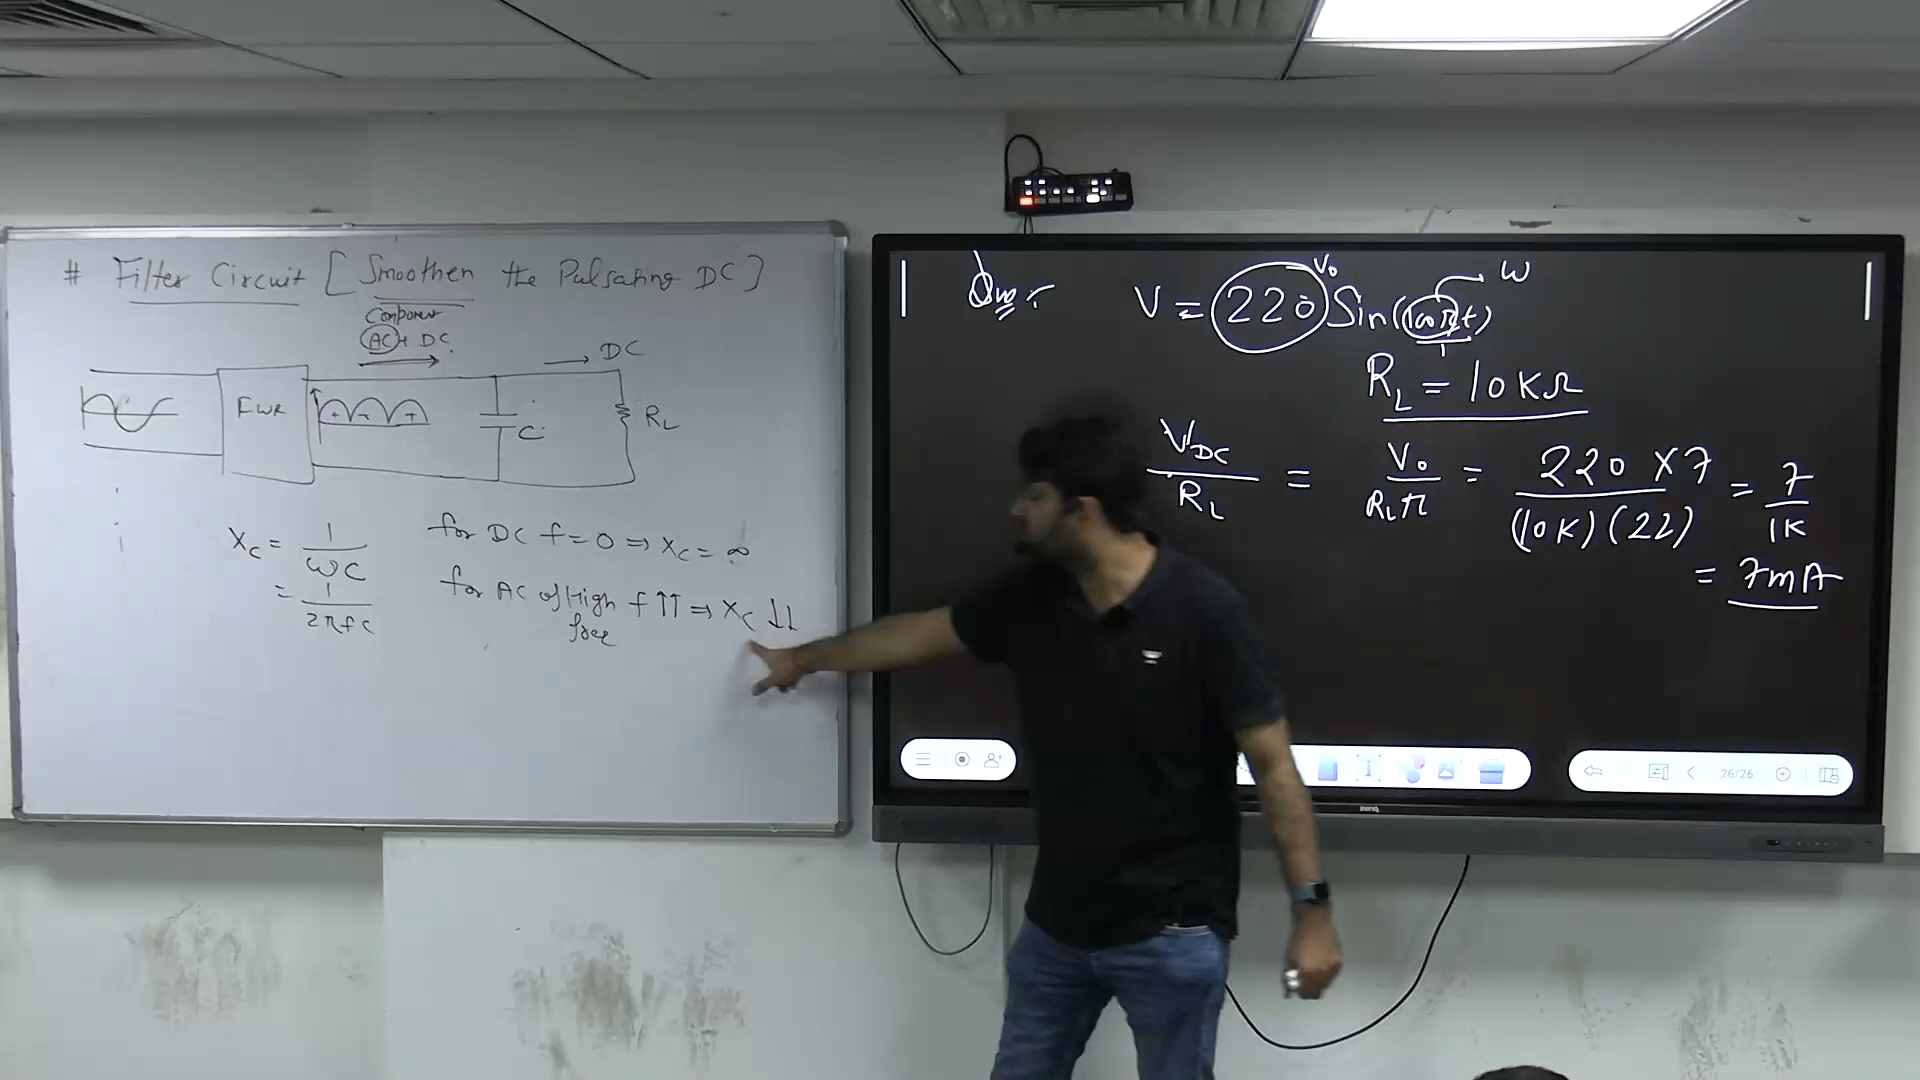 # Filter Circuit [Smoothen the Pulsating DC]
Component
AC + DC
DC
FWR
C
RL
Xc = 1/ωC
= 1/2πfC
for DC f=0 ⇒ Xc = ∞
for AC of High f↑↑ ⇒ Xc ↓↓
freq
Que:
V = 220 Sin(100πt)
V₀
ω
RL = 10KΩ
VDC/RL = V₀/RLπ = 220 X 7/(10K)(22) = 7/1K
= 7mA
26/26
BenQ